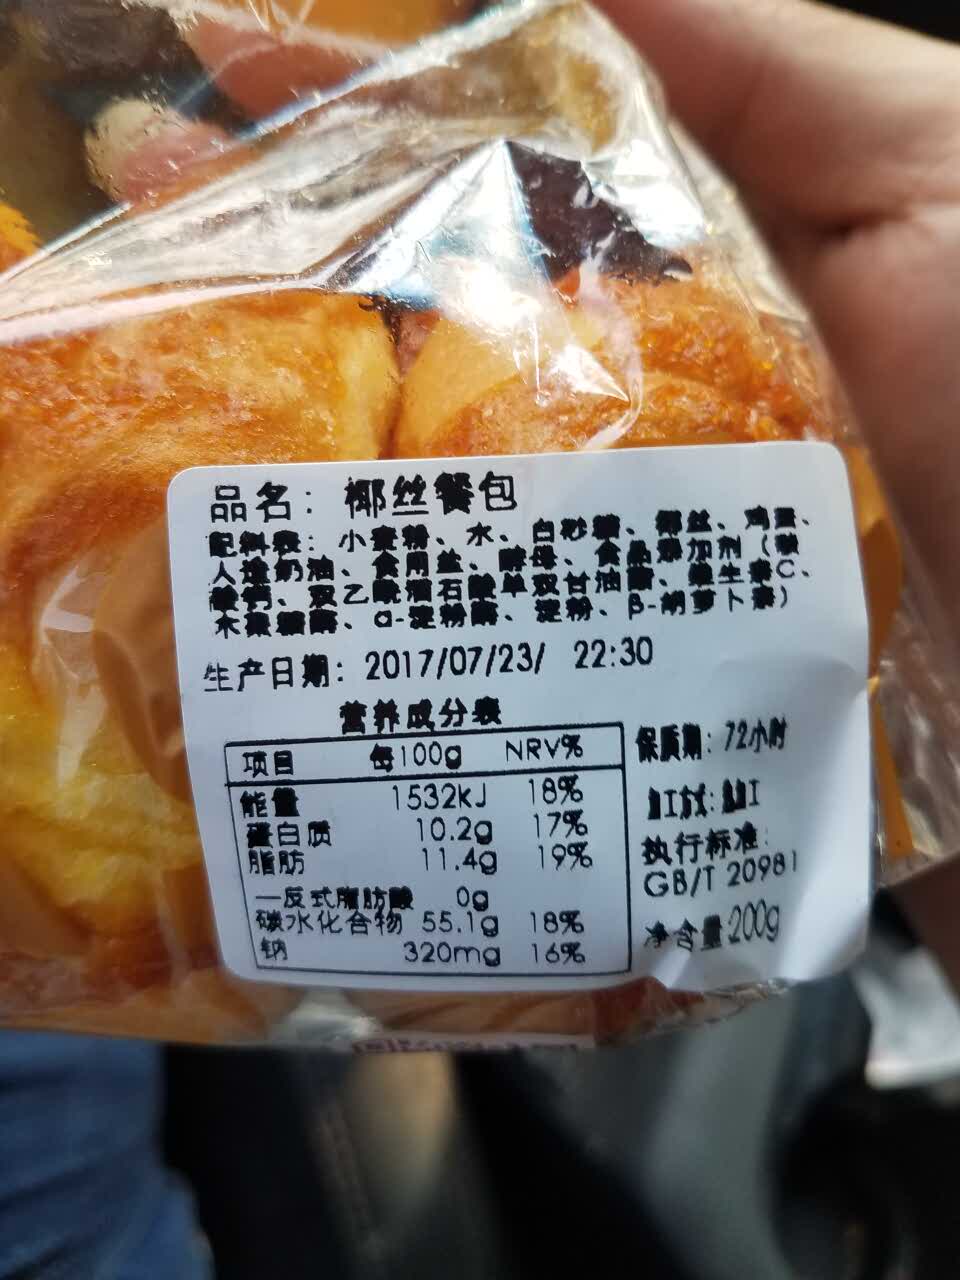 品名：椰丝餐包
配料表：小麦粉、水、白砂糖、椰丝、鸡蛋、
人造奶油、食用盐、酵母、食品添加剂（碳
酸钙、双乙酰酒石酸单双甘油酯、维生素C、
木聚糖酶、α-淀粉酶、淀粉、β-胡萝卜素）
生产日期：2017/07/23/ 22:30
营养成分表
项目 每100g NRV%
能量 1532KJ 18%
蛋白质 10.2g 17%
脂肪 11.4g 19%
—反式脂肪酸 0g
碳水化合物 55.1g 18%
钠 320mg 16%
保质期：72小时
执行标准：
GB/T 20981
净含量200g